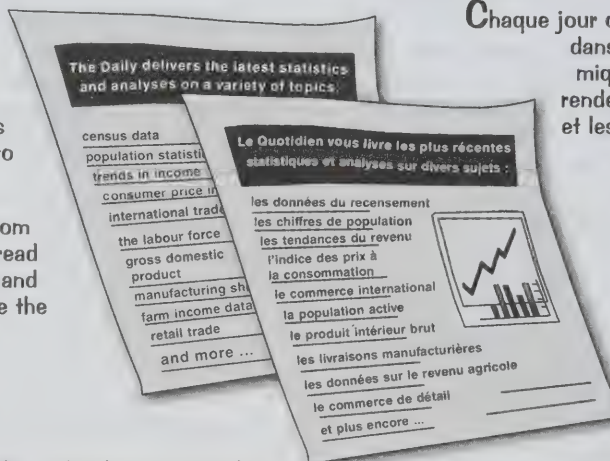 s
ro
om
read
and
e the
The Daily delivers the latest statistics
and analyses on a variety of topics:
census data
population statisti
trends in income
consumer price in
international trade
the labour force
gross domestic
product
manufacturing sh
farm income data
retail trade
and more ...
Le Quotidien vous livre les plus récentes
statistiques et analyses sur divers sujets :
les données du recensement
les chiffres de population
les tendances du revenu
l'indice des prix à
la consommation
le commerce international
la population active
le produit intérieur brut
les livraisons manufacturières
les données sur le revenu agricole
le commerce de détail
et plus encore ...
Chaque jour
dans
miq
rende
et les